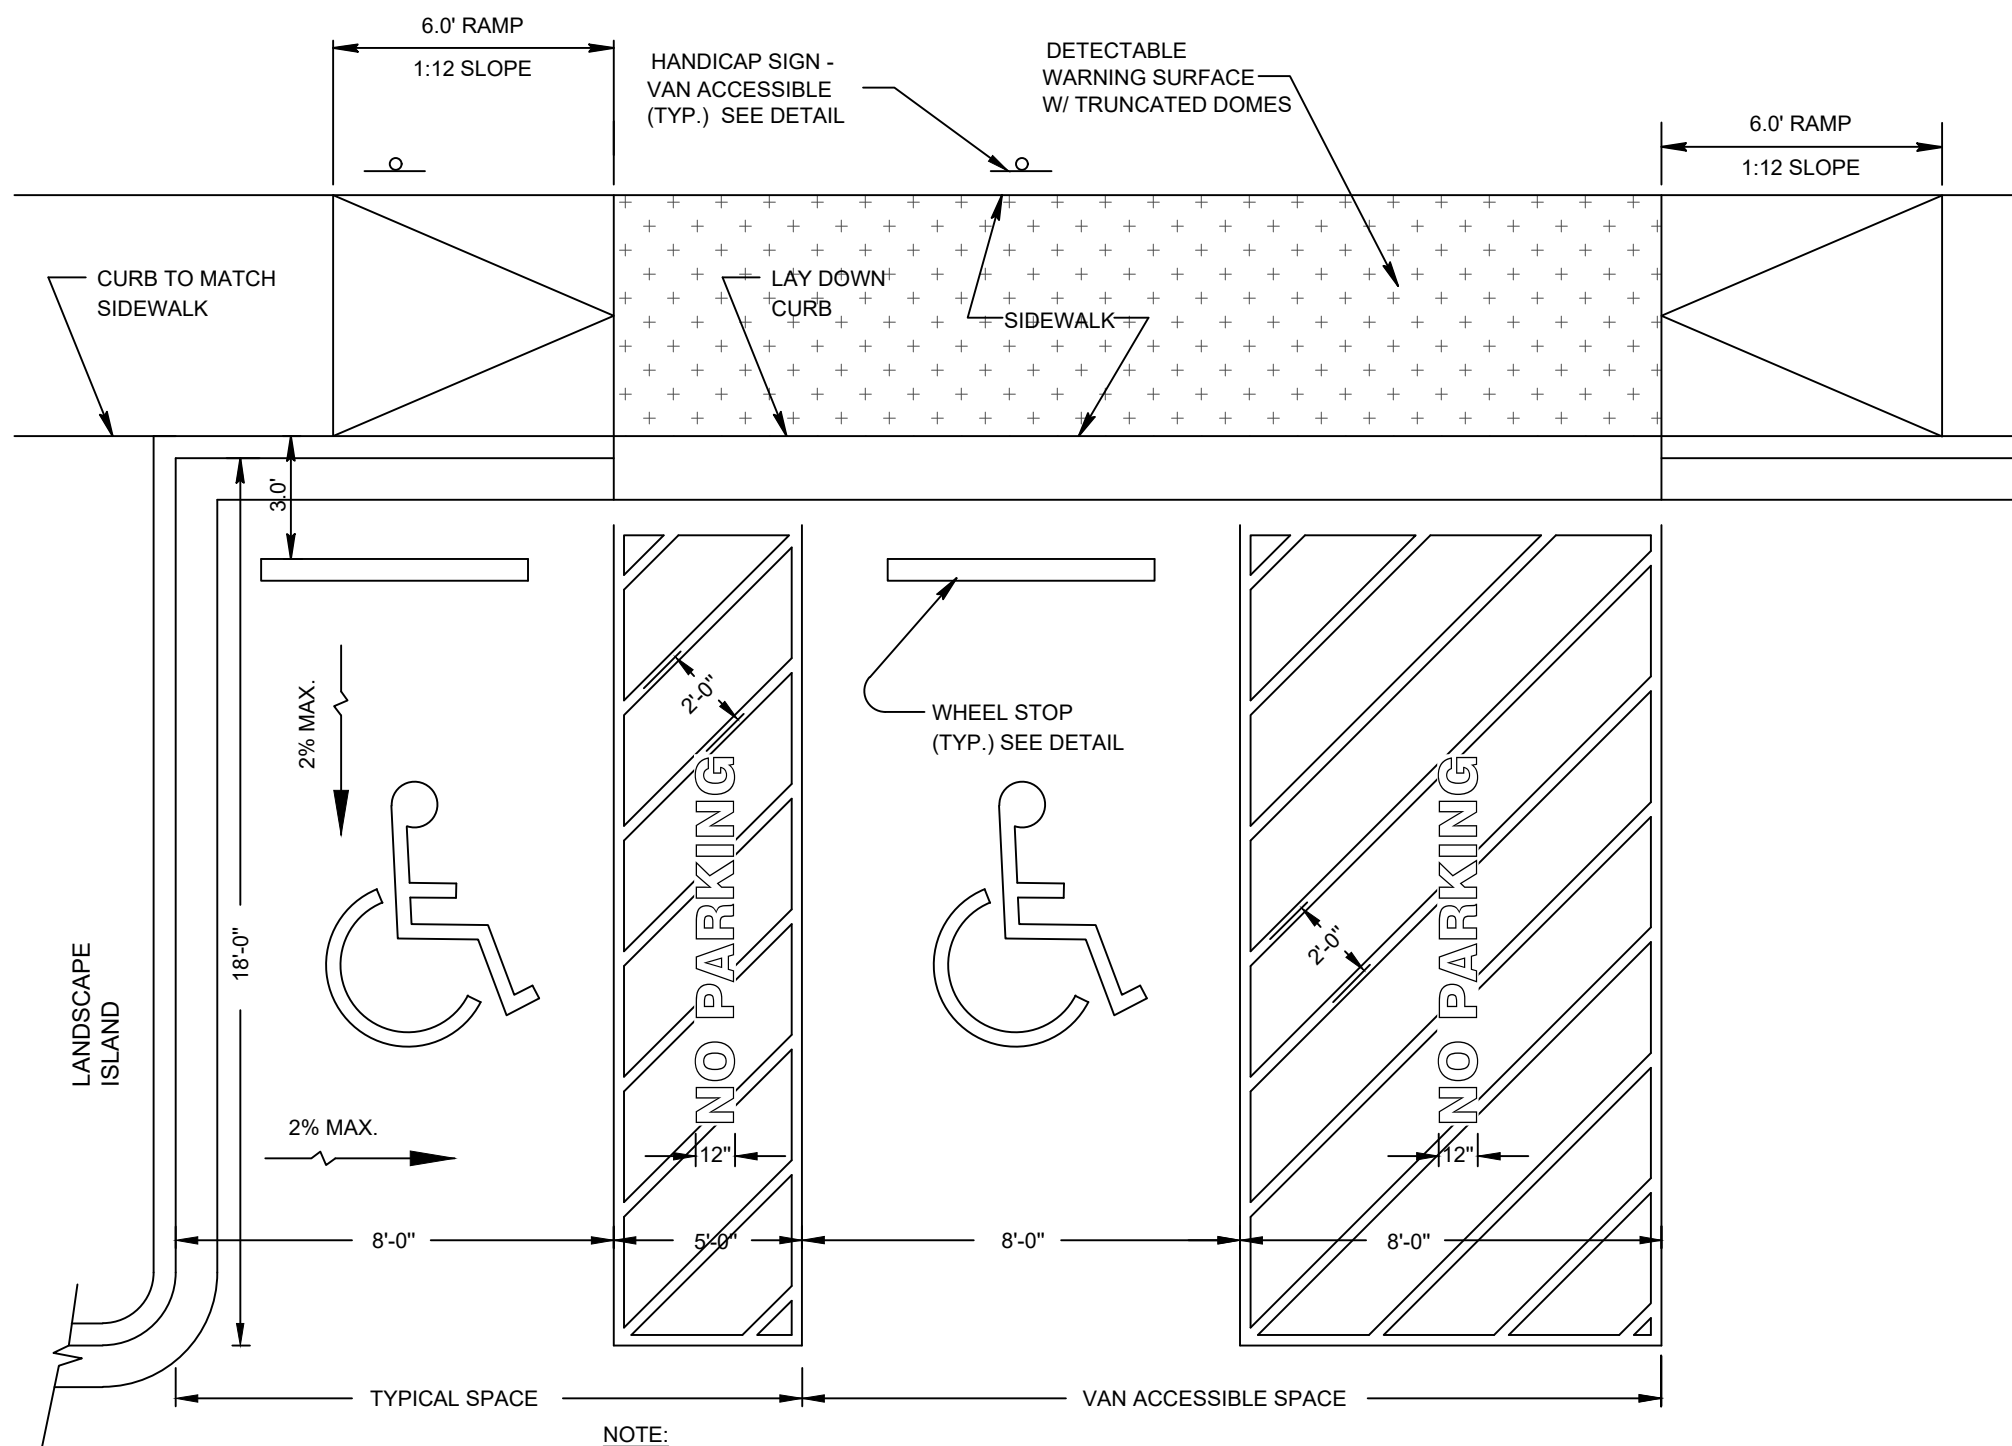 6.0' RAMP
1:12 SLOPE
HANDICAP SIGN -
VAN ACCESSIBLE
(TYP.) SEE DETAIL
DETECTABLE
WARNING SURFACE
W/ TRUNCATED DOMES
6.0' RAMP
1:12 SLOPE
CURB TO MATCH
SIDEWALK
LAY DOWN
CURB
SIDEWALK
3.0'
2% MAX.
2'-0"
WHEEL STOP
(TYP.) SEE DETAIL
NO PARKING
NO PARKING
2'-0"
18'-0"
LANDSCAPE
ISLAND
2% MAX.
12"
12"
8'-0"
5'-0"
8'-0"
8'-0"
TYPICAL SPACE
VAN ACCESSIBLE SPACE
NOTE: